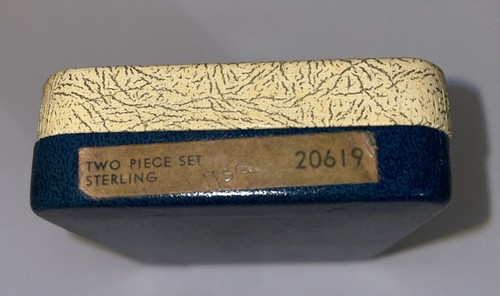 TWO PIECE SET 20619
STERLING